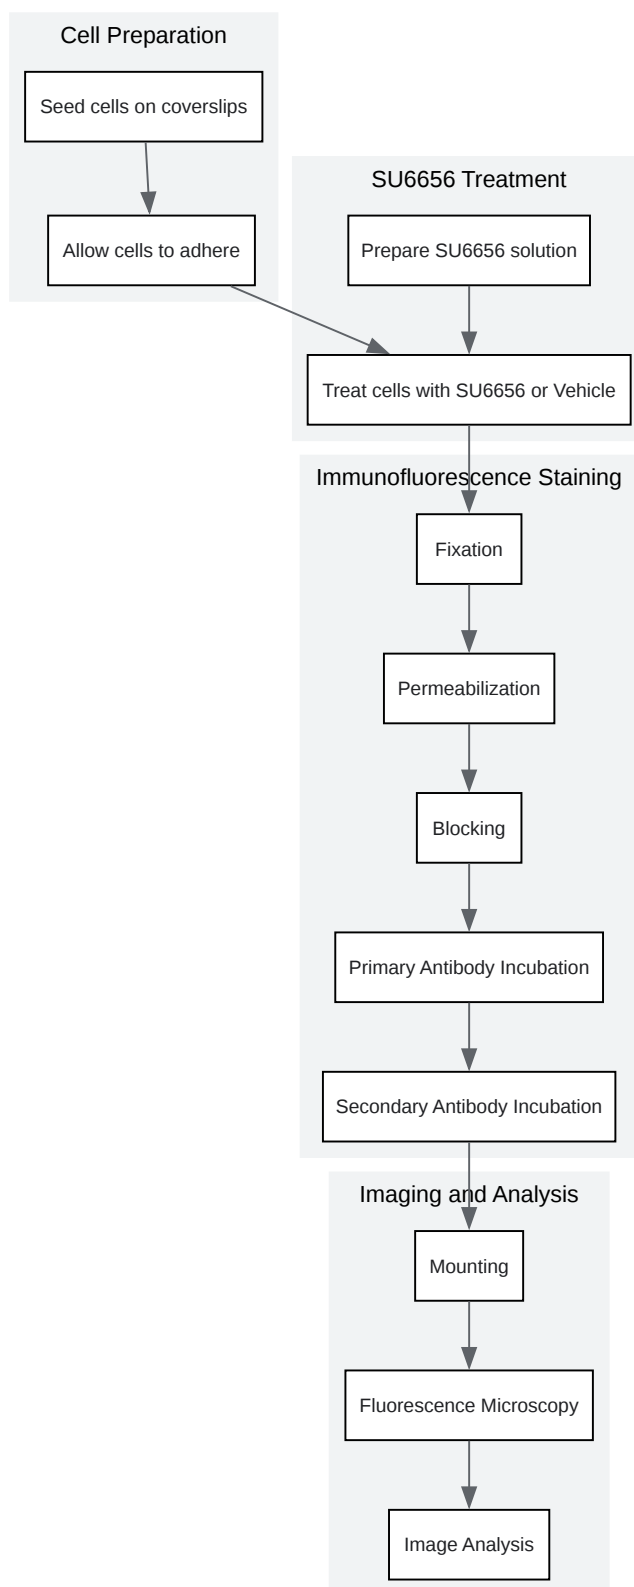 Cell Preparation
Seed cells on coverslips
Allow cells to adhere
SU6656 Treatment
Prepare SU6656 solution
Treat cells with SU6656 or Vehicle
Immunofluorescence Staining
Fixation
Permeabilization
Blocking
Primary Antibody Incubation
Secondary Antibody Incubation
Imaging and Analysis
Mounting
Fluorescence Microscopy
Image Analysis